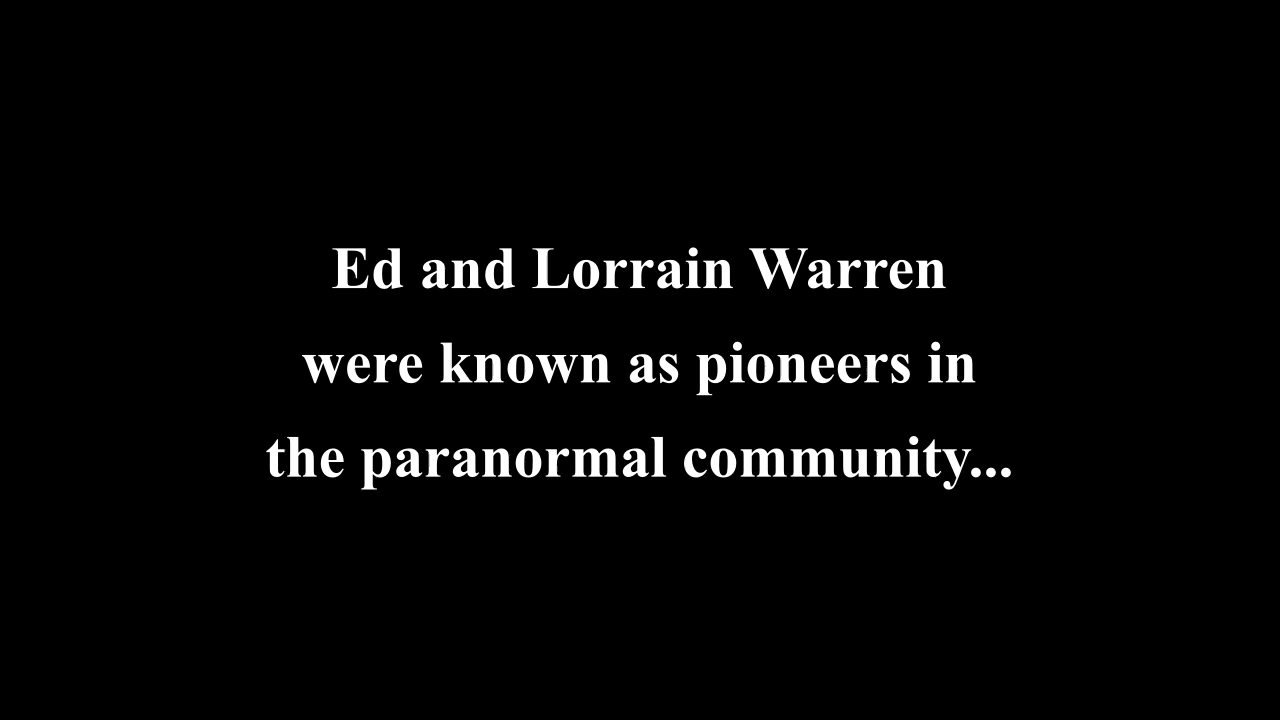 Ed and Lorrain Warren
were known as pioneers in
the paranormal community...